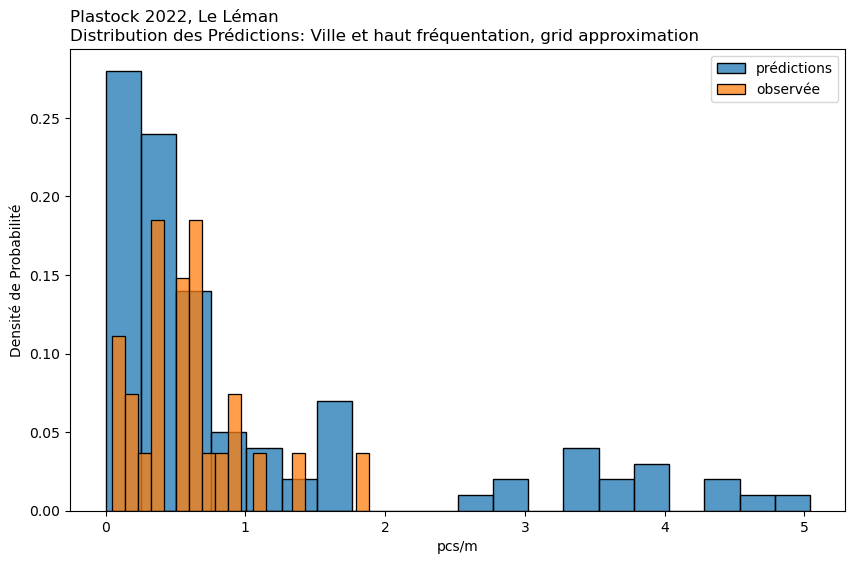 Plastock 2022, Le Léman
Distribution des Prédictions: Ville et haut fréquentation, grid approximation
prédictions
observée
Densité de Probabilité
0.25
0.20
0.15
0.10
0.05
0.00
0 1 2 3 4 5
pcs/m